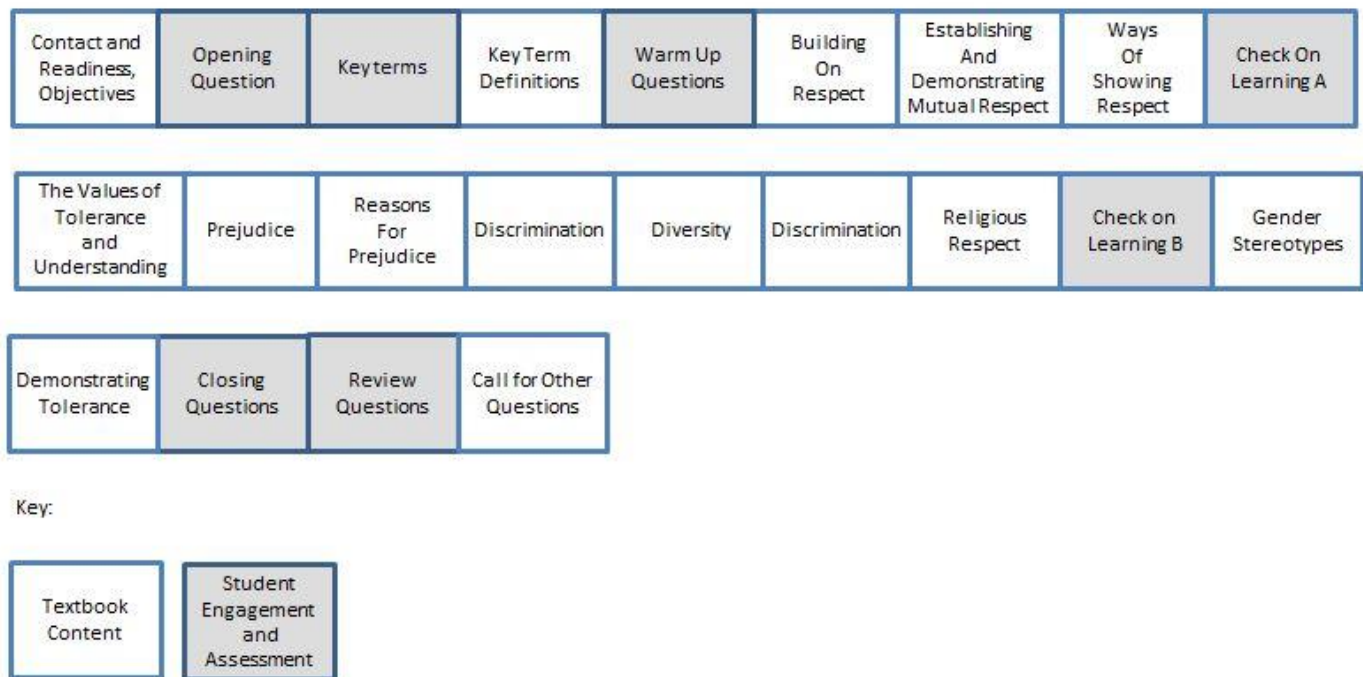 Contact and
Readiness,
Objectives
Opening
Question
Key terms
Key Term
Definitions
Warm Up
Questions
Building
On
Respect
Establishing
And
Demonstrating
Mutual Respect
Ways
Of
Showing
Respect
Check On
Learning A
The Values of
Tolerance
and
Understanding
Prejudice
Reasons
For
Prejudice
Discrimination
Diversity
Discrimination
Religious
Respect
Check on
Learning B
Gender
Stereotypes
Demonstrating
Tolerance
Closing
Questions
Review
Questions
Call for Other
Questions
Key:
Textbook
Content
Student
Engagement
and
Assessment